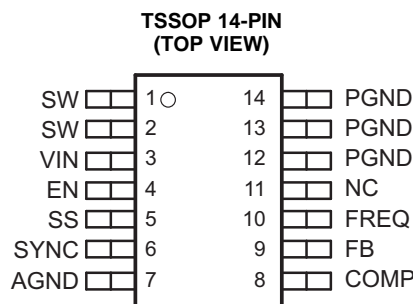 TSSOP 14-PIN
(TOP VIEW)
SW 1 14 PGND
SW 2 13 PGND
VIN 3 12 PGND
EN 4 11 NC
SS 5 10 FREQ
SYNC 6 9 FB
AGND 7 8 COMP